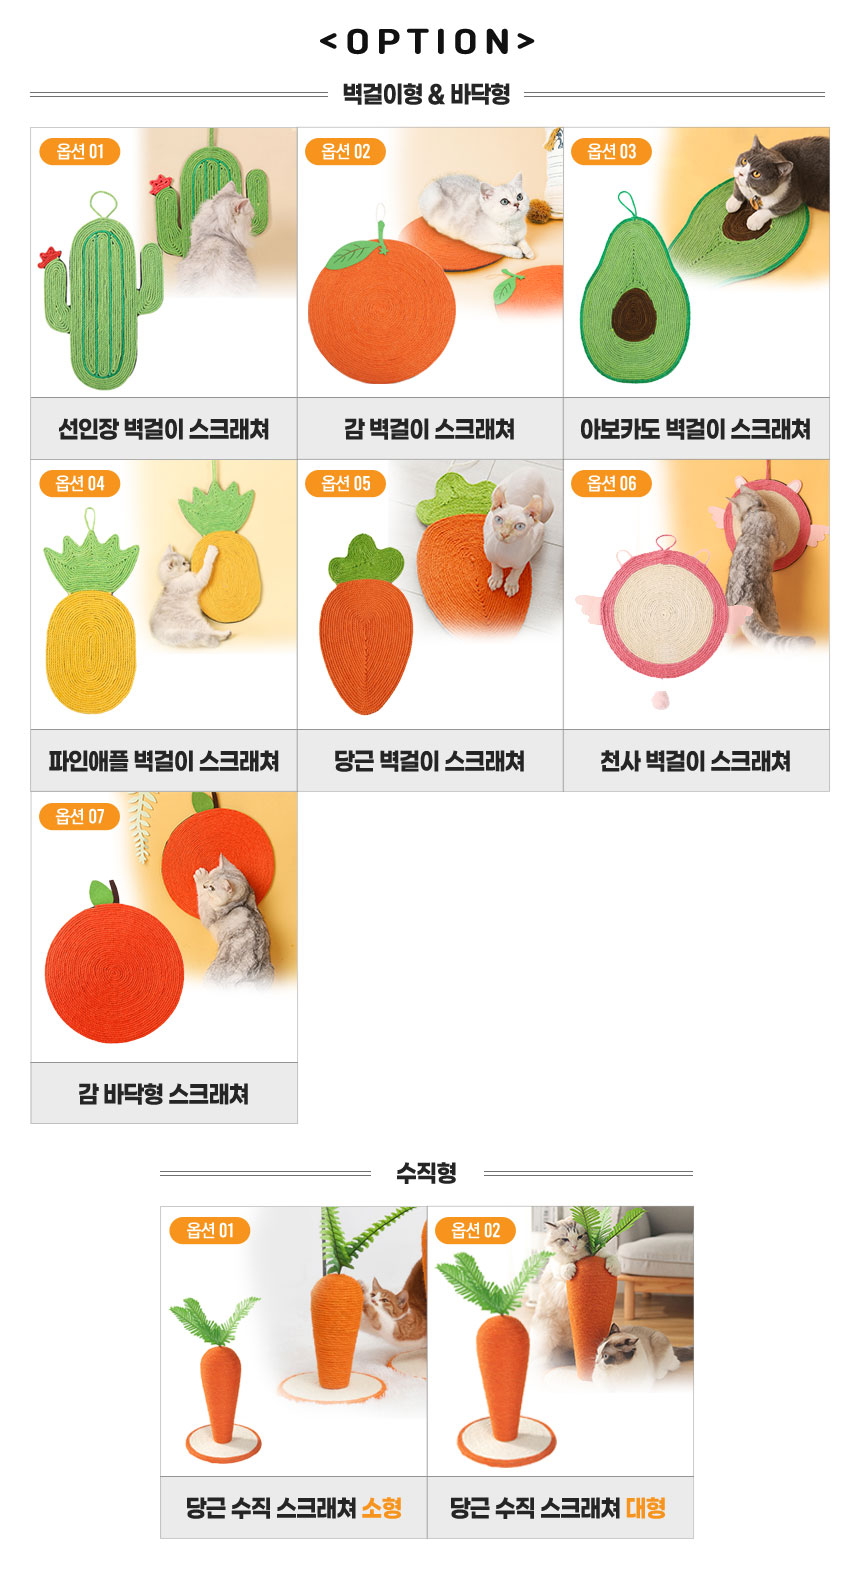 <OPTION>
벽걸이형 & 바닥형
옵션 01
옵션 02
옵션 03
선인장 벽걸이 스크래쳐
감 벽걸이 스크래쳐
아보카도 벽걸이 스크래쳐
옵션 04
옵션 05
옵션 06
파인애플 벽걸이 스크래쳐
당근 벽걸이 스크래쳐
천사 벽걸이 스크래쳐
옵션 07
감 바닥형 스크래쳐
수직형
옵션 01
옵션 02
당근 수직 스크래쳐 소형
당근 수직 스크래쳐 대형